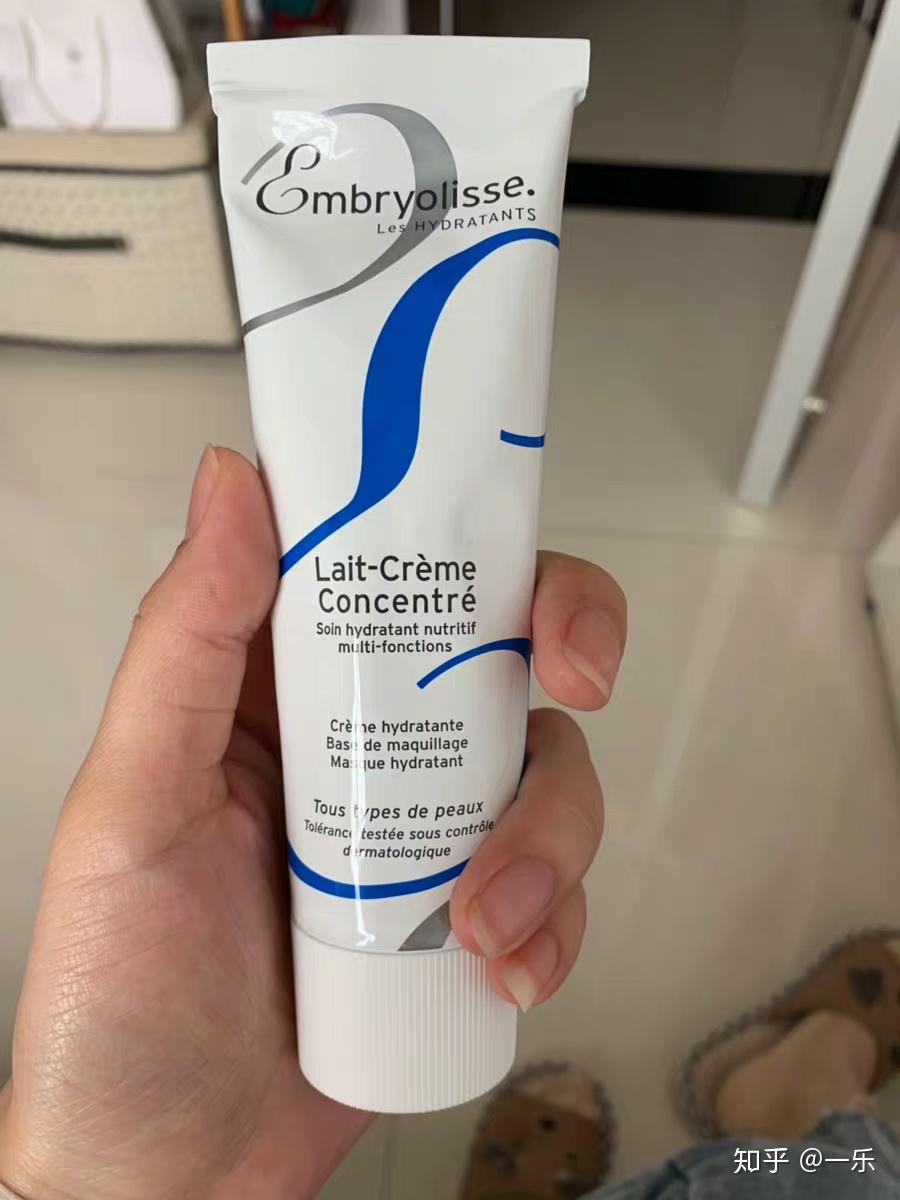 Embryolisse.
Les HYDRATANTS
Lait-Crème
Concentré
Soin hydratant nutritif
multi-fonctions
Crème hydratante
Base de maquillage
Masque hydratant
Tous types de peaux
Tolérance testée sous contrôle
dermatologique
知乎 @一乐